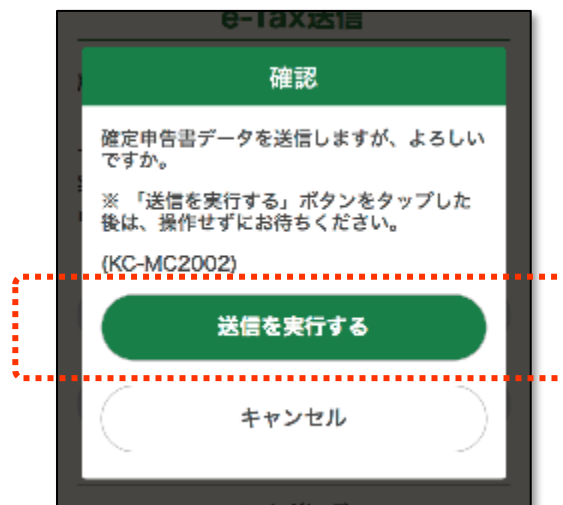 e-Tax送信
確認
確定申告書データを送信しますが、よろしい
ですか。
※ 「送信を実行する」ボタンをタップした
後は、操作せずにお待ちください。
(KC-MC2002)
送信を実行する
キャンセル